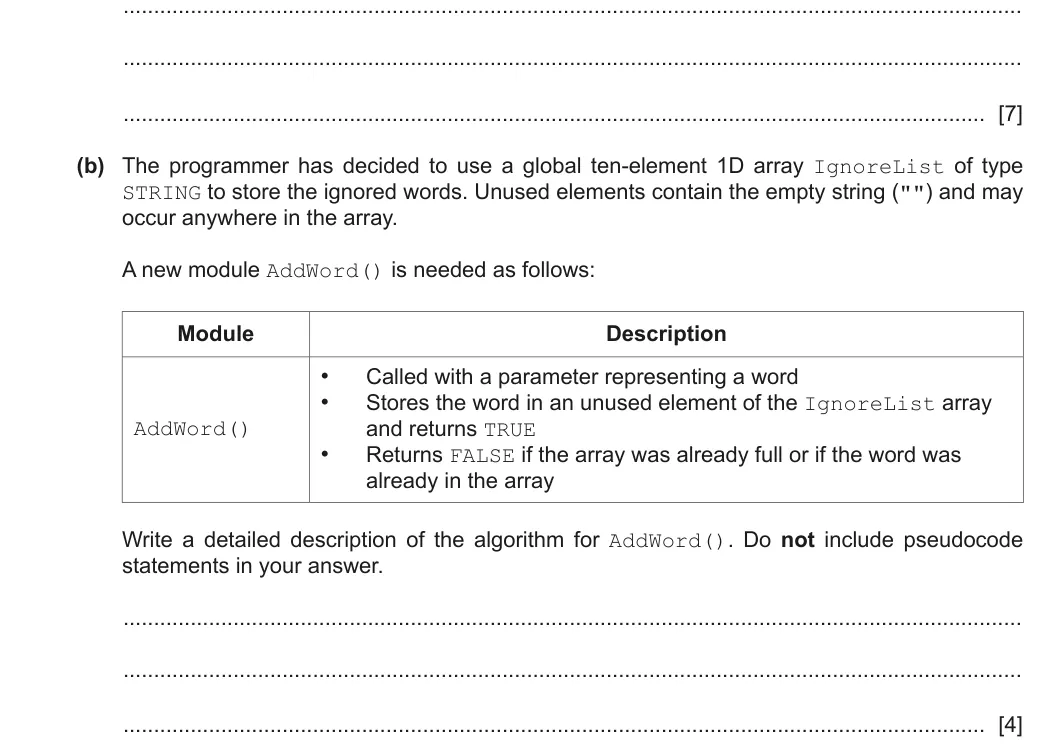 [7]
(b) The programmer has decided to use a global ten-element 1D array IgnoreList of type
STRING to store the ignored words. Unused elements contain the empty string ("") and may
occur anywhere in the array.
A new module AddWord() is needed as follows:
Module Description
AddWord()
• Called with a parameter representing a word
• Stores the word in an unused element of the IgnoreList array
and returns TRUE
• Returns FALSE if the array was already full or if the word was
already in the array
Write a detailed description of the algorithm for AddWord(). Do not include pseudocode
statements in your answer.
[4]